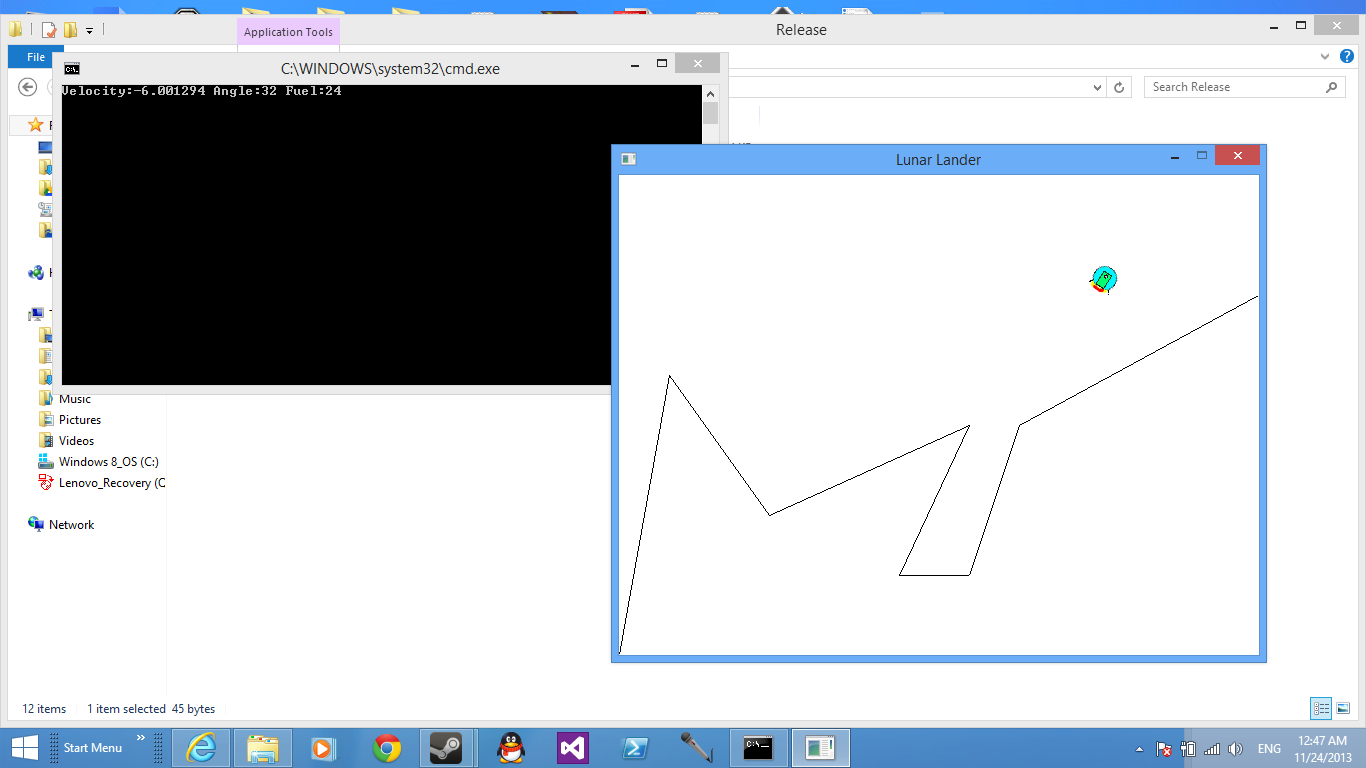 Application Tools
Release
File
C:\WINDOWS\system32\cmd.exe
Velocity:-6.001294 Angle:32 Fuel:24
Search Release
Lunar Lander
Music
Pictures
Videos
Windows 8_OS (C:)
Lenovo_Recovery (
Network
12 items 1 item selected 45 bytes
Start Menu
ENG
12:47 AM
11/24/2013